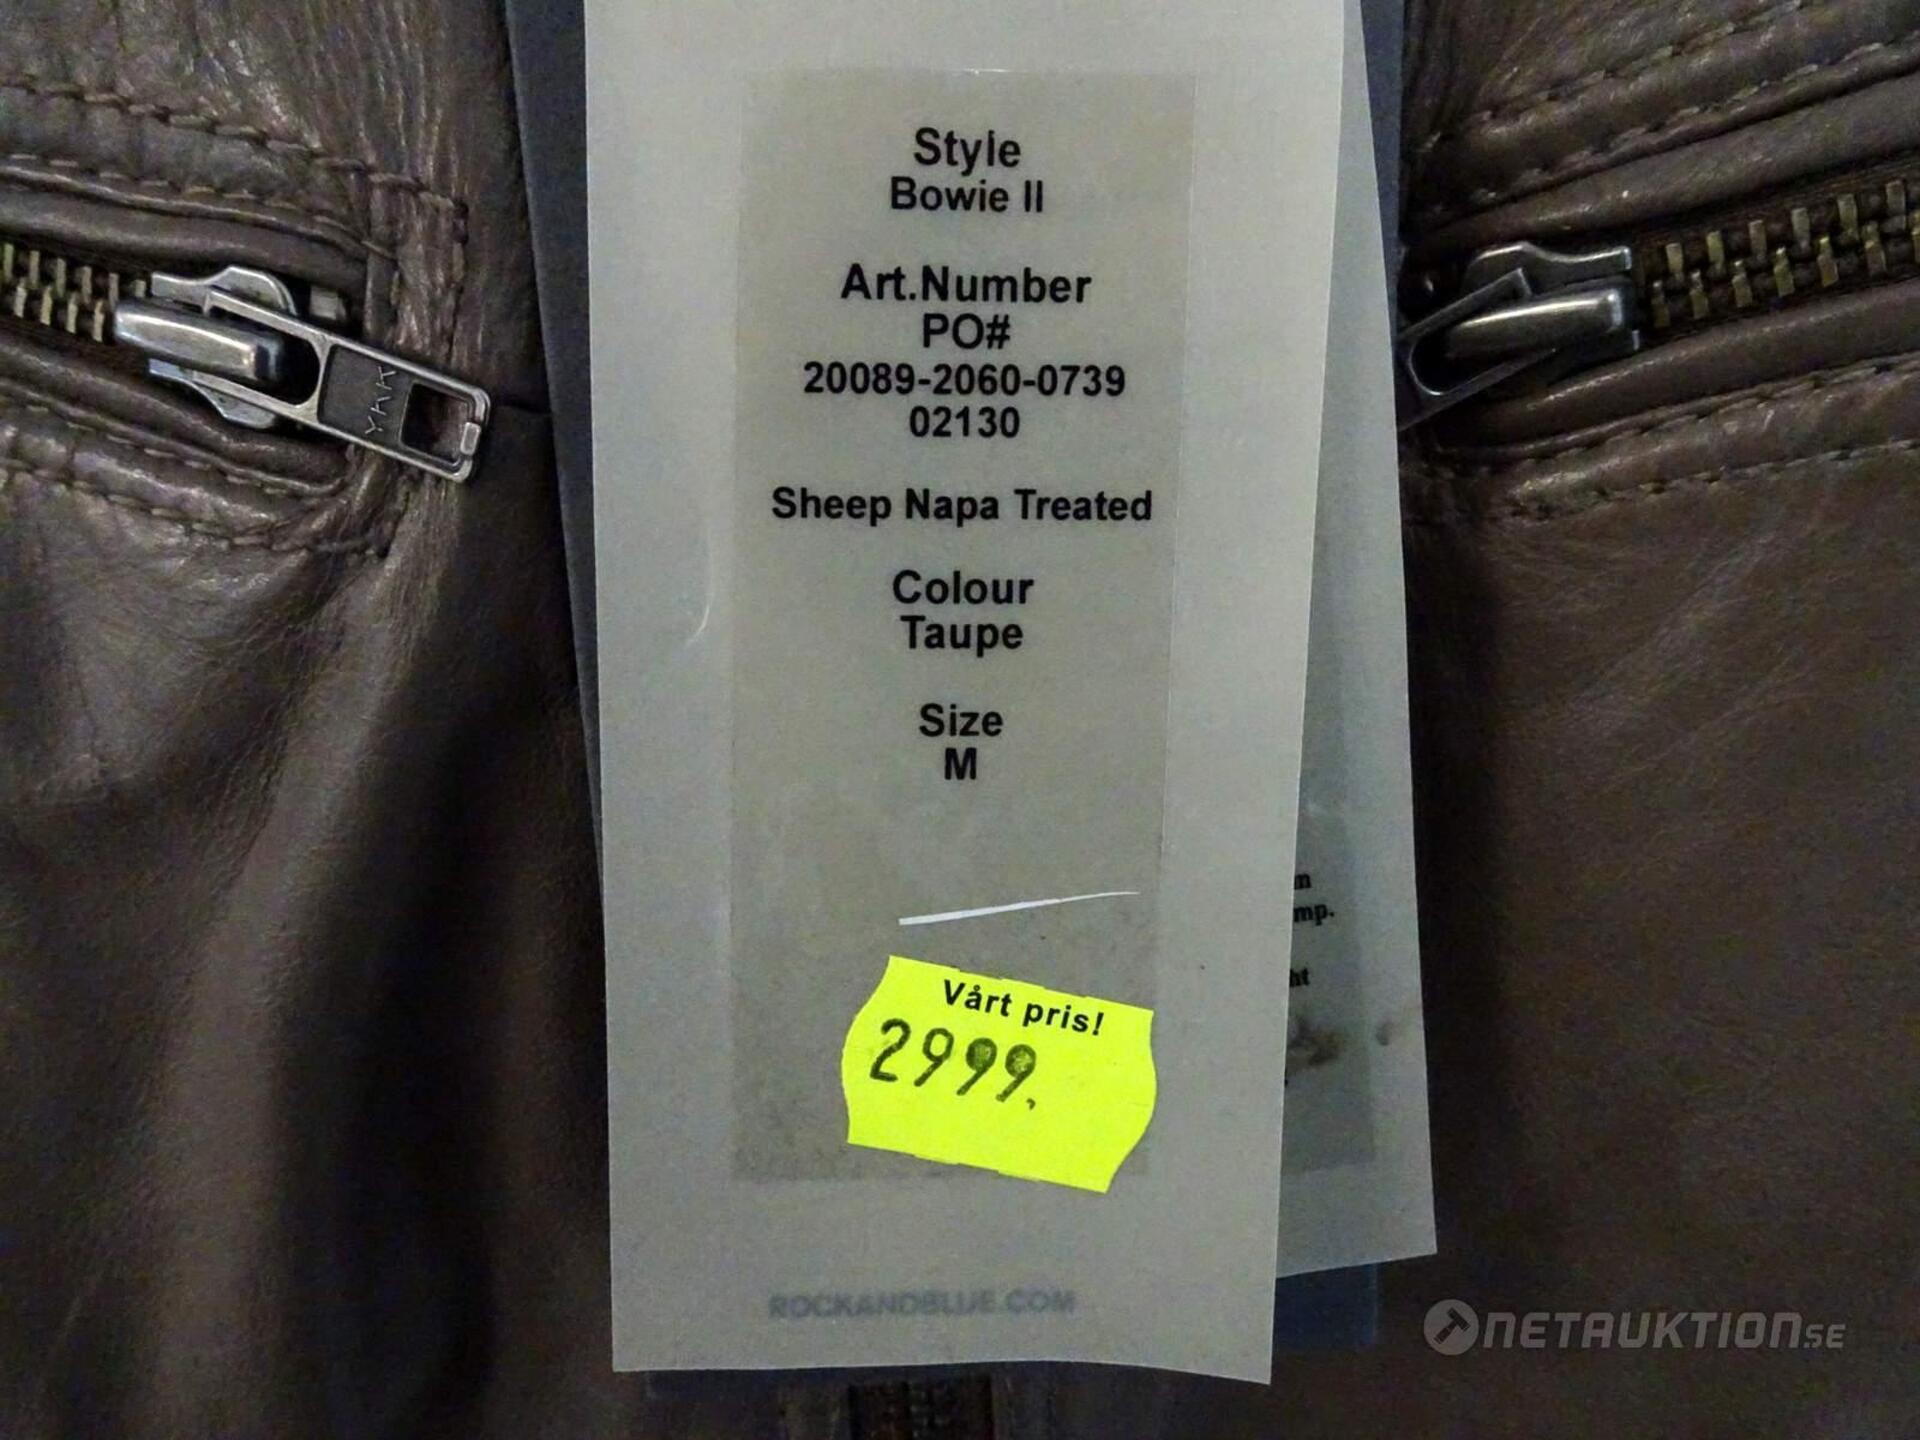 Style
Bowie II
Art.Number
PO#
20089-2060-0739
02130
Sheep Napa Treated
Colour
Taupe
Size
M
Vårt pris!
2999.
ROCKANDBLUE.COM
YKK
NETAUKTION.SE